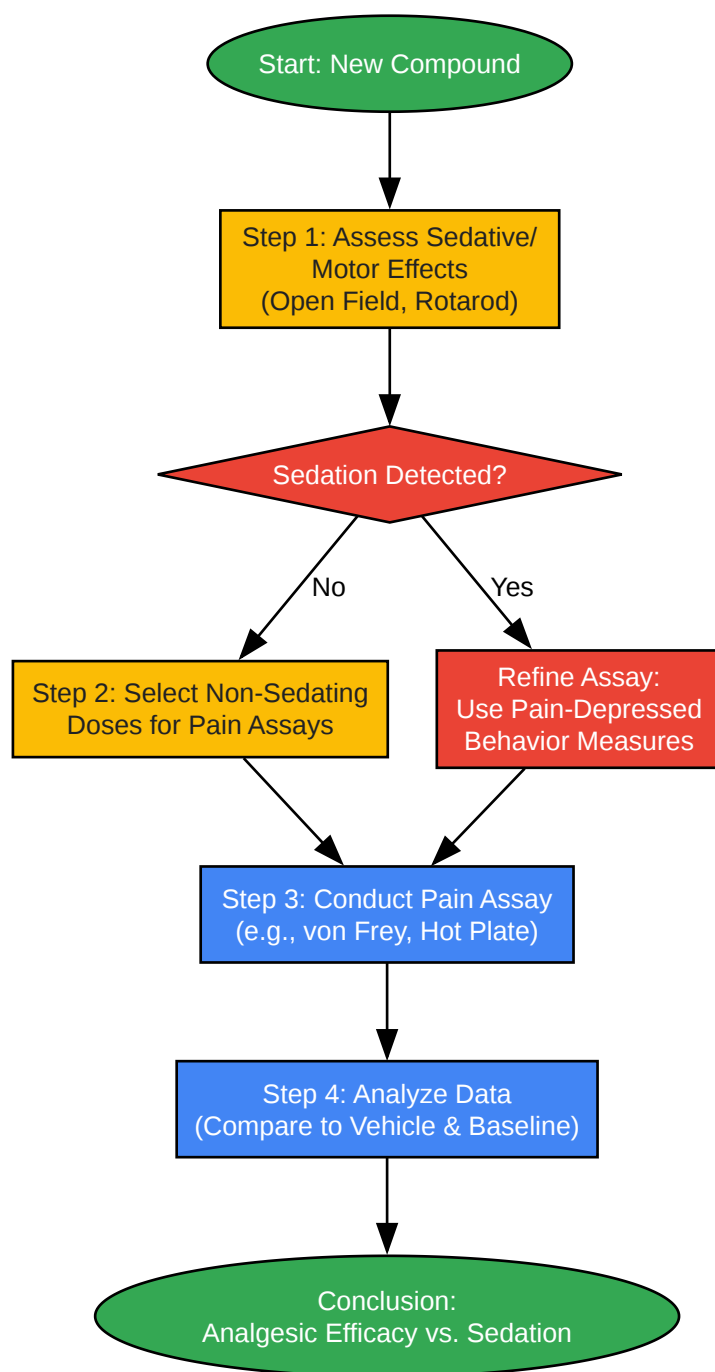 Start: New Compound
Step 1: Assess Sedative/
Motor Effects
(Open Field, Rotarod)
Sedation Detected?
No
Yes
Step 2: Select Non-Sedating
Doses for Pain Assays
Refine Assay:
Use Pain-Depressed
Behavior Measures
Step 3: Conduct Pain Assay
(e.g., von Frey, Hot Plate)
Step 4: Analyze Data
(Compare to Vehicle & Baseline)
Conclusion:
Analgesic Efficacy vs. Sedation